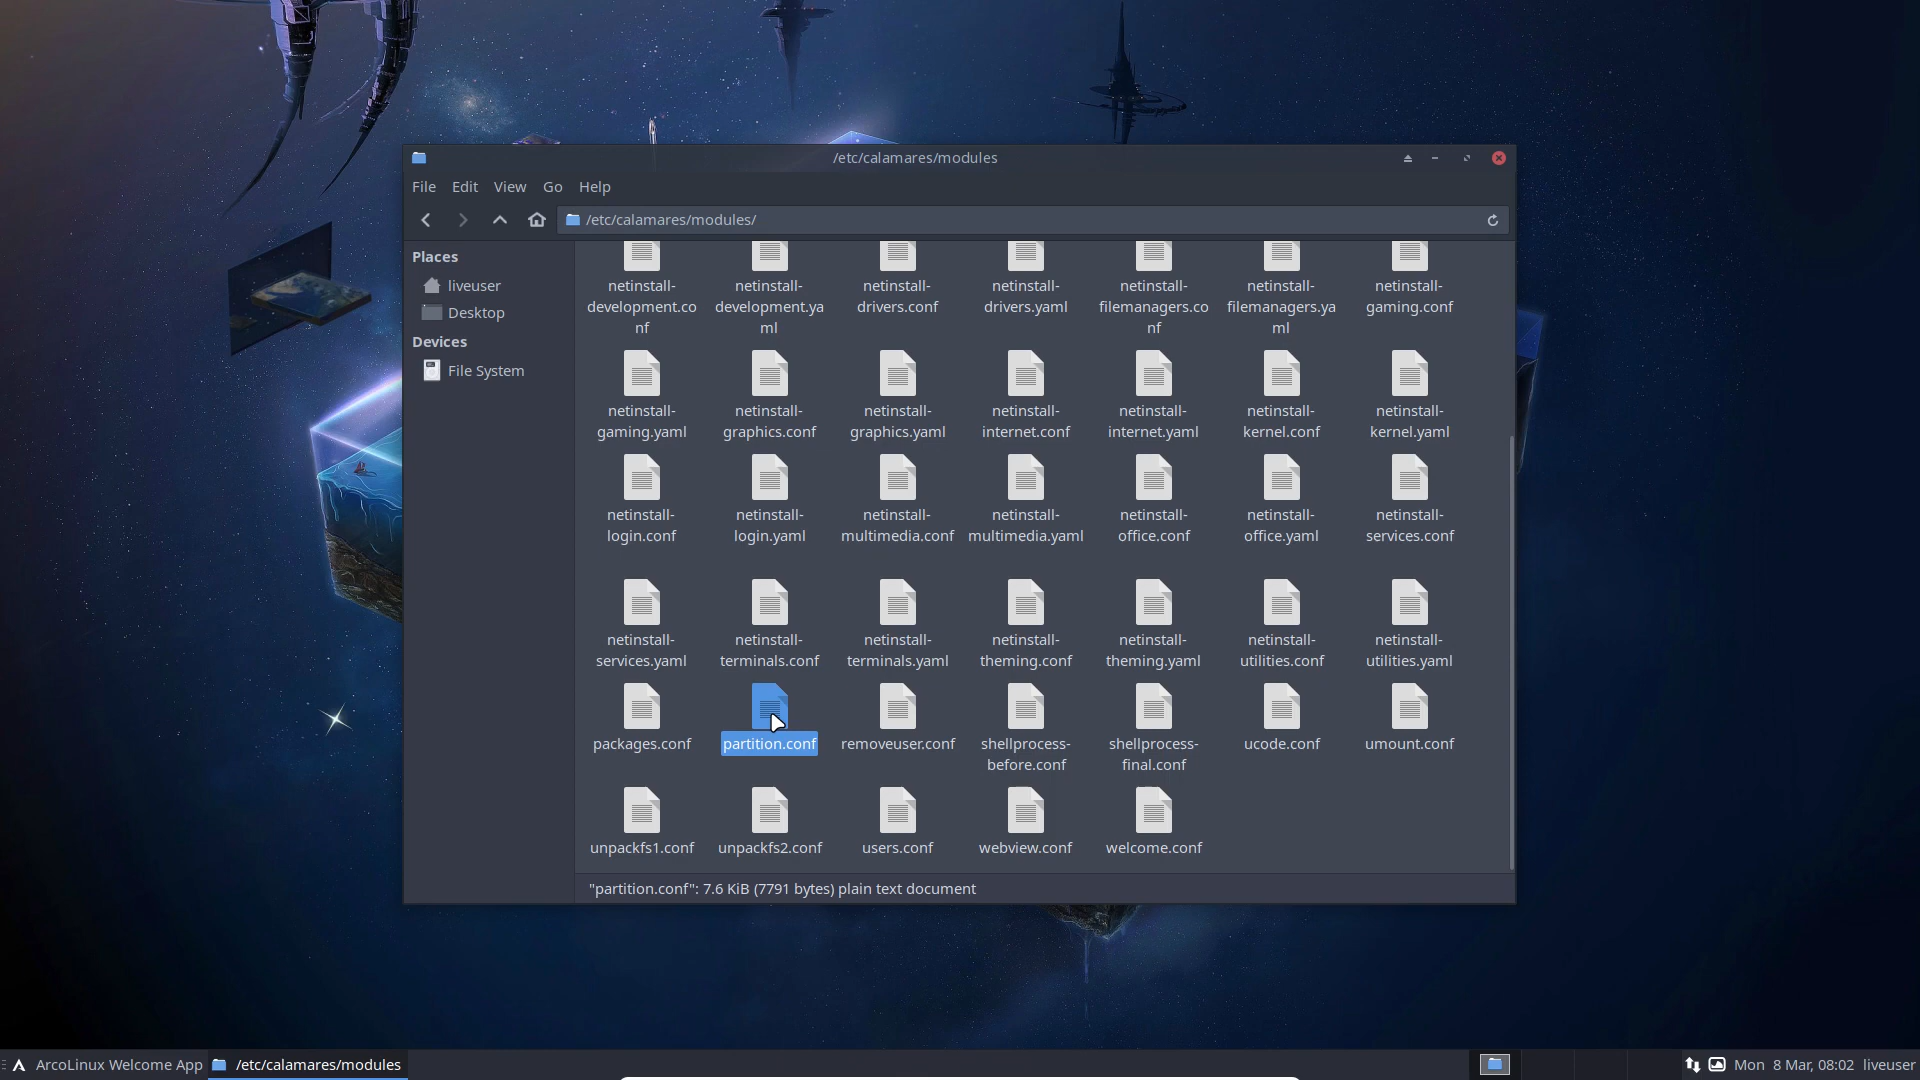 /etc/calamares/modules
File Edit View Go Help
/etc/calamares/modules/
Places
liveuser
Desktop
Devices
File System
netinstall- netinstall- netinstall- netinstall- netinstall- netinstall- netinstall-
development.co development.ya drivers.conf drivers.yaml filemanagers.co filemanagers.ya gaming.conf
nf ml nf ml
netinstall- netinstall- netinstall- netinstall- netinstall- netinstall- netinstall-
gaming.yaml graphics.conf graphics.yaml internet.conf internet.yaml kernel.conf kernel.yaml
netinstall- netinstall- netinstall- netinstall- netinstall- netinstall- netinstall-
login.conf login.yaml multimedia.conf multimedia.yaml office.conf office.yaml services.conf
netinstall- netinstall- netinstall- netinstall- netinstall- netinstall- netinstall-
services.yaml terminals.conf terminals.yaml theming.conf theming.yaml utilities.conf utilities.yaml
packages.conf partition.conf removeuser.conf shellprocess- shellprocess- ucode.conf umount.conf
before.conf final.conf
unpackfs1.conf unpackfs2.conf users.conf webview.conf welcome.conf
"partition.conf": 7.6 KiB (7791 bytes) plain text document
ArcoLinux Welcome App /etc/calamares/modules Mon 8 Mar, 08:02 liveuser